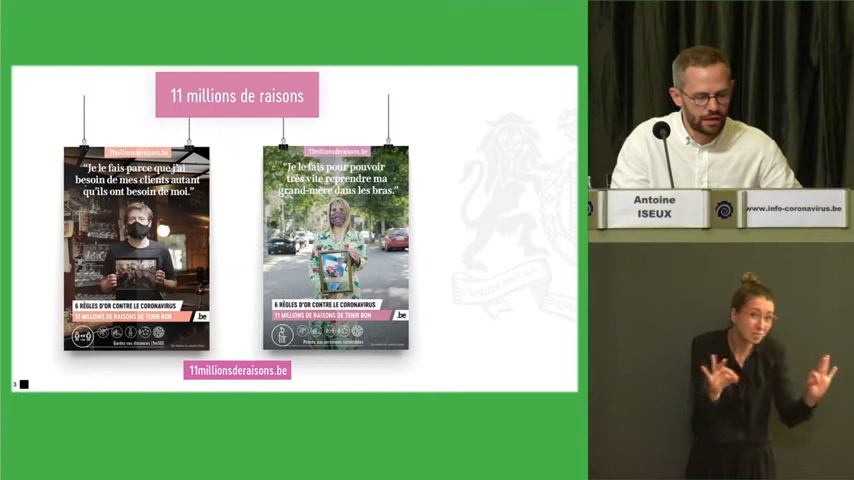 11 millions de raisons
11millionsderaisons.be
“Je le fais parce que j'ai
besoin de mes clients autant
qu'ils ont besoin de moi.”
6 RÈGLES D'OR CONTRE LE CORONAVIRUS
11 MILLIONS DE RAISONS DE TENIR BON
.be
Gardez vos distances (1m50)
11millionsderaisons.be
“Je le fais pour pouvoir
très vite reprendre ma
grand-mère dans les bras.”
6 RÈGLES D'OR CONTRE LE CORONAVIRUS
11 MILLIONS DE RAISONS DE TENIR BON
.be
Pensez aux personnes vulnérables
11millionsderaisons.be
3
Antoine
ISEUX
www.info-coronavirus.be